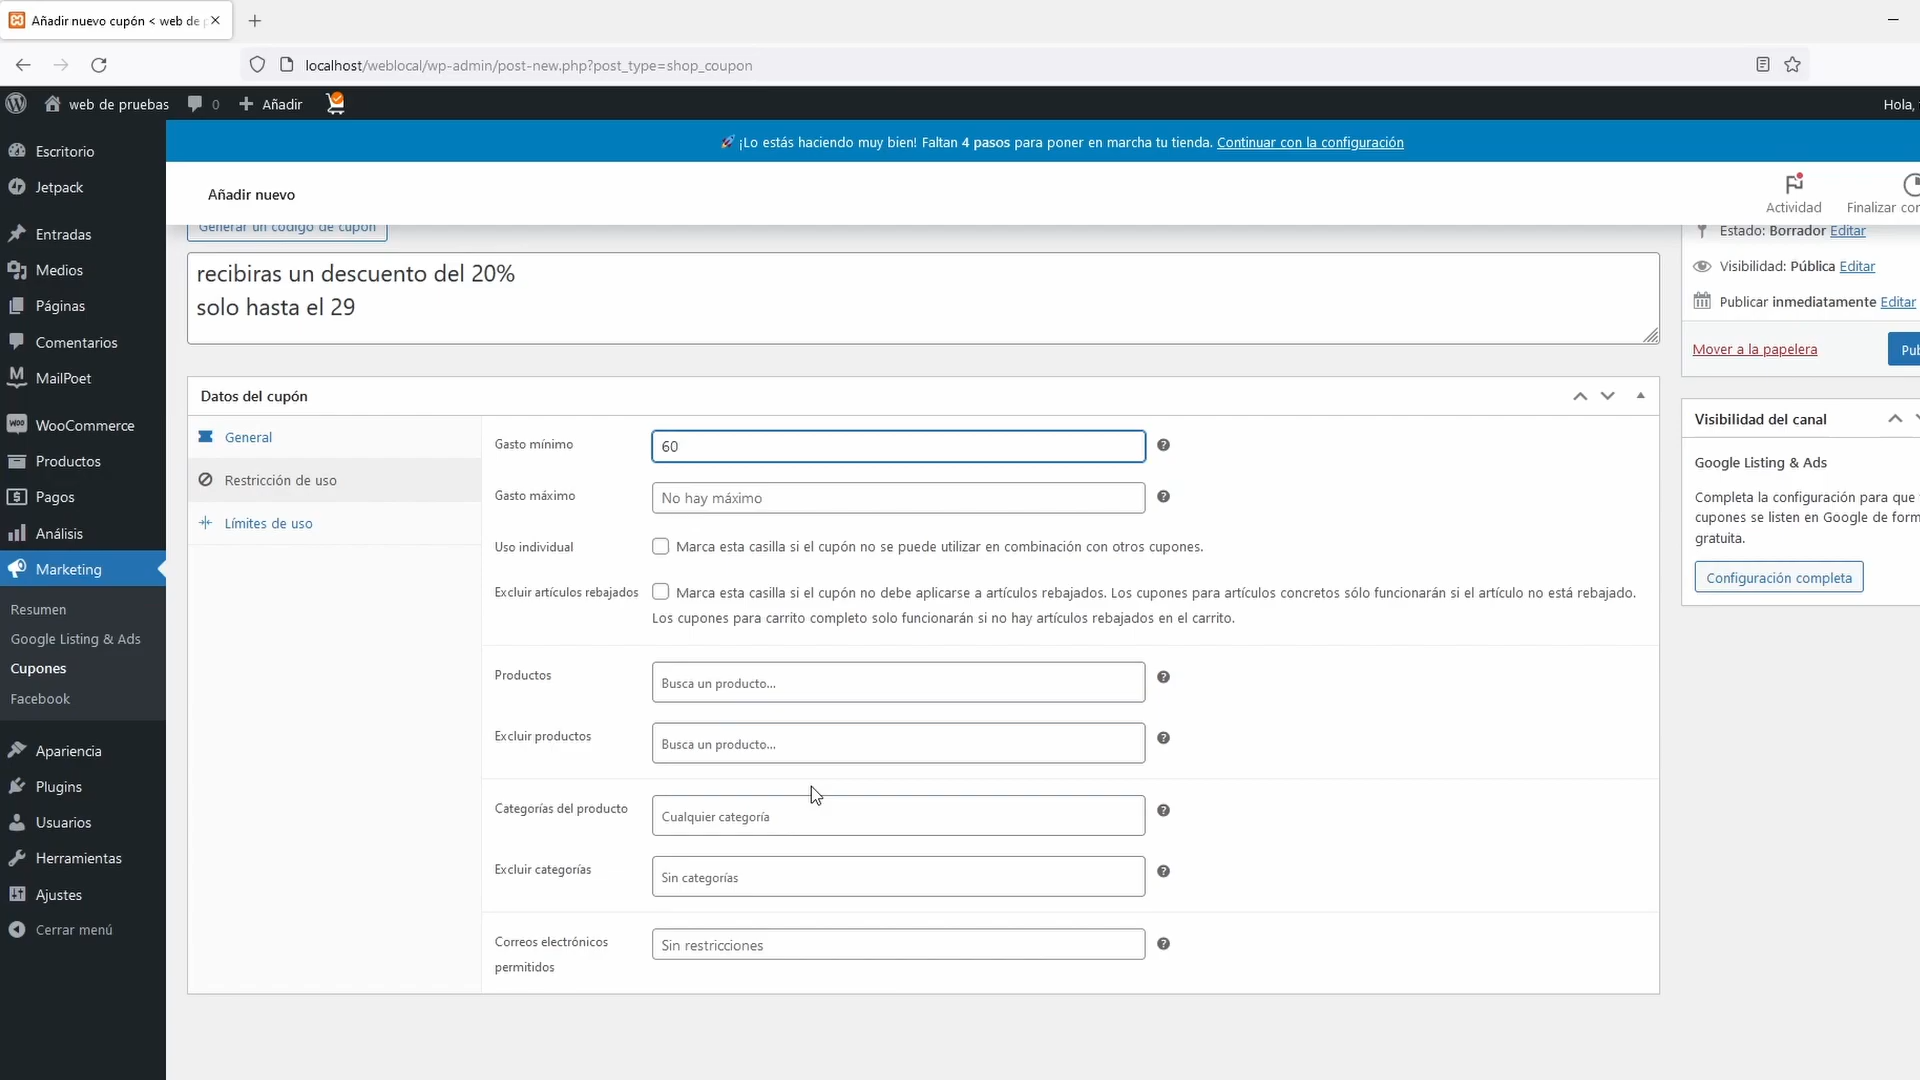 Añadir nuevo cupón < web de
localhost/weblocal/wp-admin/post-new.php?post_type=shop_coupon
web de pruebas 0 Añadir Hola,
¡Lo estás haciendo muy bien! Faltan 4 pasos para poner en marcha tu tienda. Continuar con la configuración
Añadir nuevo
Actividad
Finalizar
Escritorio
Jetpack
Entradas
Medios
Páginas
Comentarios
MailPoet
WooCommerce
Productos
Pagos
Análisis
Marketing
Resumen
Google Listing & Ads
Cupones
Facebook
Apariencia
Plugins
Usuarios
Herramientas
Ajustes
Cerrar menú
Generar un código de cupón
recibiras un descuento del 20%
solo hasta el 29
Datos del cupón
General
Restricción de uso
Límites de uso
Gasto mínimo
60
Gasto máximo
No hay máximo
Uso individual
Marca esta casilla si el cupón no se puede utilizar en combinación con otros cupones.
Excluir artículos rebajados
Marca esta casilla si el cupón no debe aplicarse a artículos rebajados. Los cupones para artículos concretos sólo funcionarán si el artículo no está rebajado.
Los cupones para carrito completo solo funcionarán si no hay artículos rebajados en el carrito.
Productos
Busca un producto...
Excluir productos
Busca un producto...
Categorías del producto
Cualquier categoría
Excluir categorías
Sin categorías
Correos electrónicos
permitidos
Sin restricciones
Estado: Borrador Editar
Visibilidad: Pública Editar
Publicar inmediatamente Editar
Mover a la papelera
Pub
Visibilidad del canal
Google Listing & Ads
Completa la configuración para que
cupones se listen en Google de form
gratuita.
Configuración completa